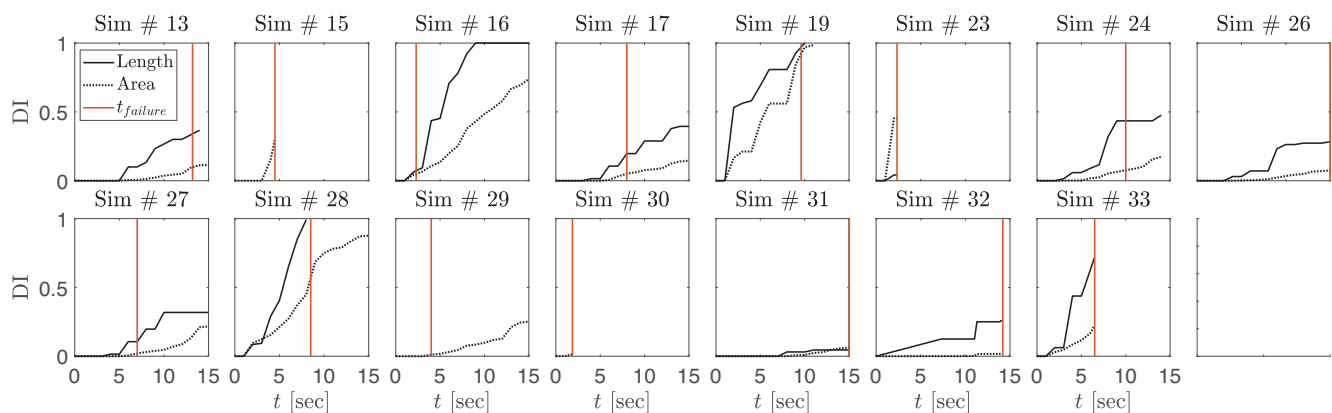 Sim # 13 Sim # 15 Sim # 16 Sim # 17 Sim # 19 Sim # 23 Sim # 24 Sim # 26
1
Length
Area
t_failure
DI
0.5
0
Sim # 27 Sim # 28 Sim # 29 Sim # 30 Sim # 31 Sim # 32 Sim # 33
1
DI
0.5
0
0 5 10 15 0 5 10 15 0 5 10 15 0 5 10 15 0 5 10 15 0 5 10 15 0 5 10 15
t [sec] t [sec] t [sec] t [sec] t [sec] t [sec] t [sec]